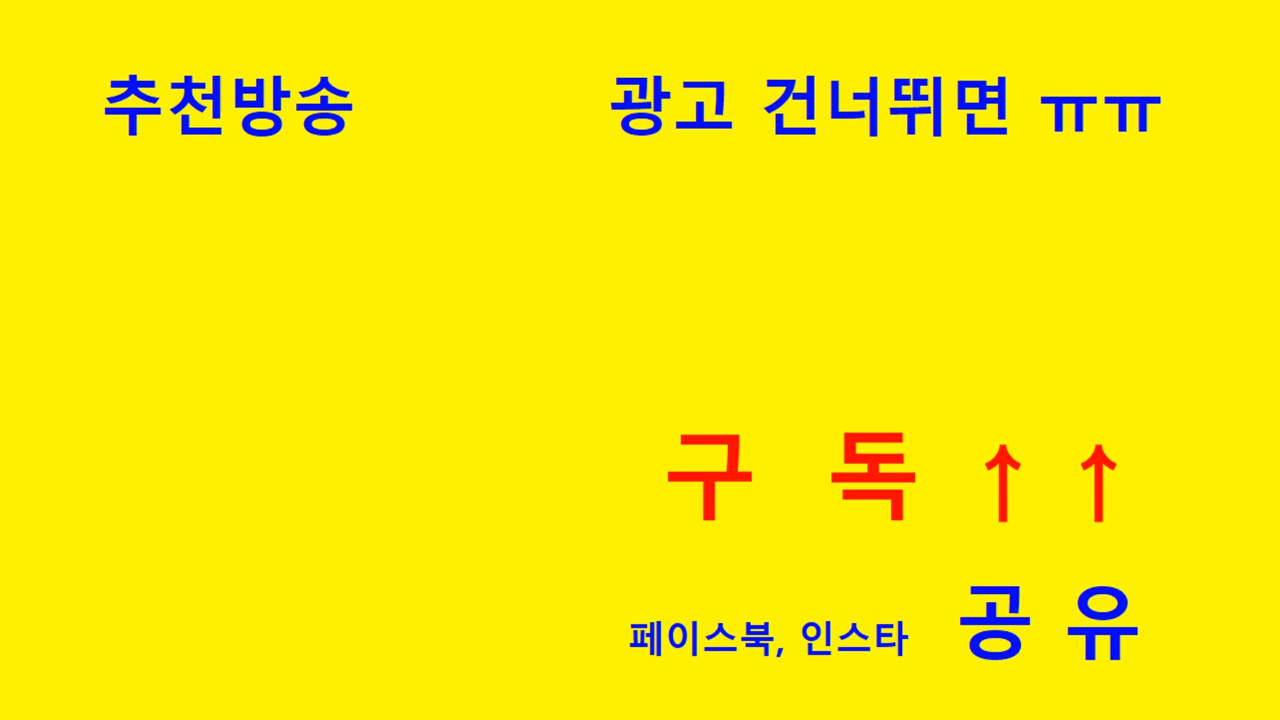 추천방송
광고 건너뛰면 ㅠㅠ
구 독 ↑ ↑
페이스북, 인스타 공 유